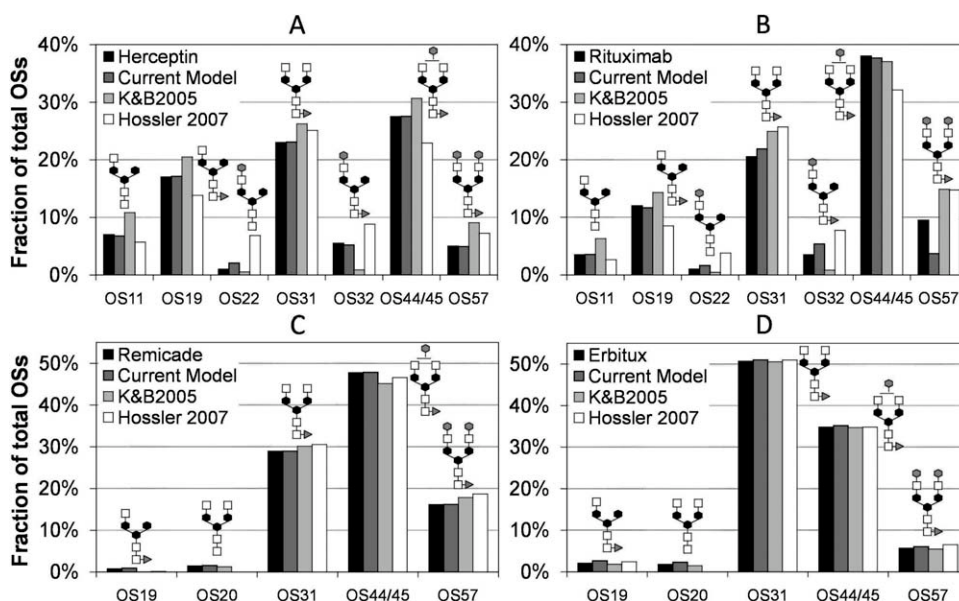 A
Fraction of total OSs
40%
30%
20%
10%
0%
Herceptin
Current Model
K&B2005
Hossler 2007
OS11 OS19 OS22 OS31 OS32 OS44/45 OS57
B
40%
30%
20%
10%
0%
Rituximab
Current Model
K&B2005
Hossler 2007
OS11 OS19 OS22 OS31 OS32 OS44/45 OS57
C
Fraction of total OSs
50%
40%
30%
20%
10%
0%
Remicade
Current Model
K&B2005
Hossler 2007
OS19 OS20 OS31 OS44/45 OS57
D
50%
40%
30%
20%
10%
0%
Erbitux
Current Model
K&B2005
Hossler 2007
OS19 OS20 OS31 OS44/45 OS57